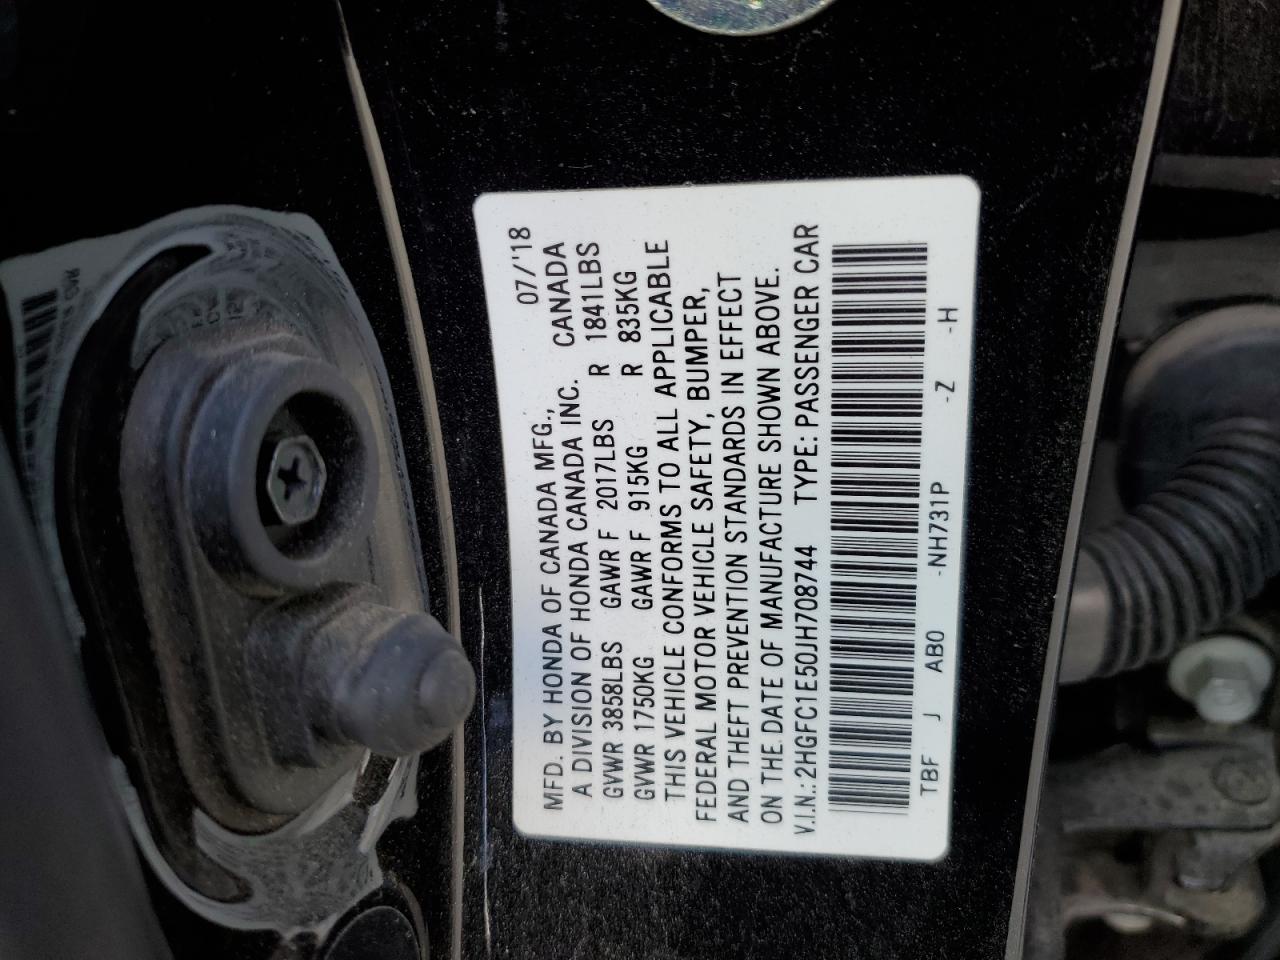 07/'18
MFD. BY HONDA OF CANADA MFG.,
A DIVISION OF HONDA CANADA INC. CANADA
GVWR 3858LBS GAWR F 2017LBS R 1841LBS
GVWR 1750KG GAWR F 915KG R 835KG
THIS VEHICLE CONFORMS TO ALL APPLICABLE
FEDERAL MOTOR VEHICLE SAFETY, BUMPER,
AND THEFT PREVENTION STANDARDS IN EFFECT
ON THE DATE OF MANUFACTURE SHOWN ABOVE.
V.I.N.: 2HGFC1E50JH708744 TYPE: PASSENGER CAR
TBF J AB0 -NH731P -Z -H